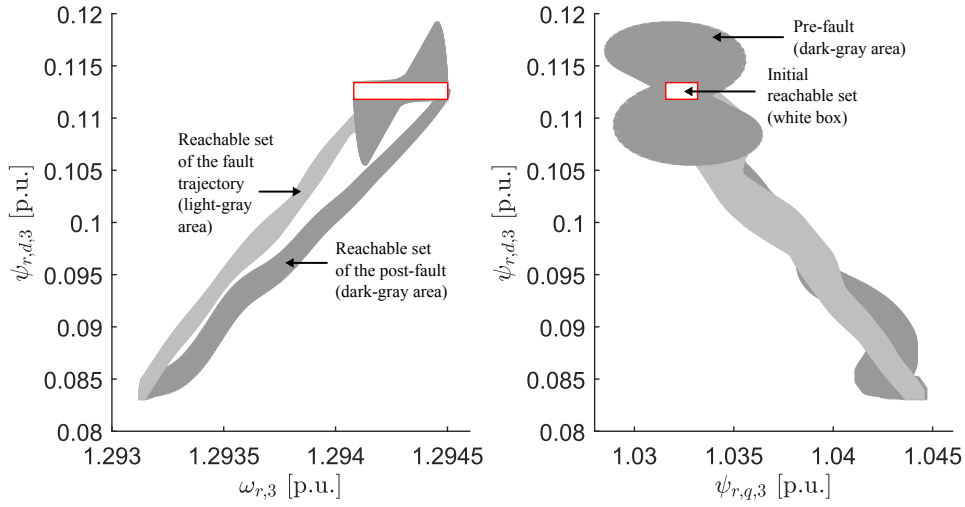 0.12
0.115
0.11
0.105
0.1
0.095
0.09
0.085
0.08
ψr,d,3 [p.u.]
1.293
1.2935
1.294
1.2945
ωr,3 [p.u.]
Reachable set
of the fault
trajectory
(light-gray
area)
Reachable set
of the post-fault
(dark-gray area)
0.12
0.115
0.11
0.105
0.1
0.095
0.09
0.085
0.08
ψr,d,3 [p.u.]
1.03
1.035
1.04
1.045
ψr,q,3 [p.u.]
Pre-fault
(dark-gray area)
Initial
reachable set
(white box)